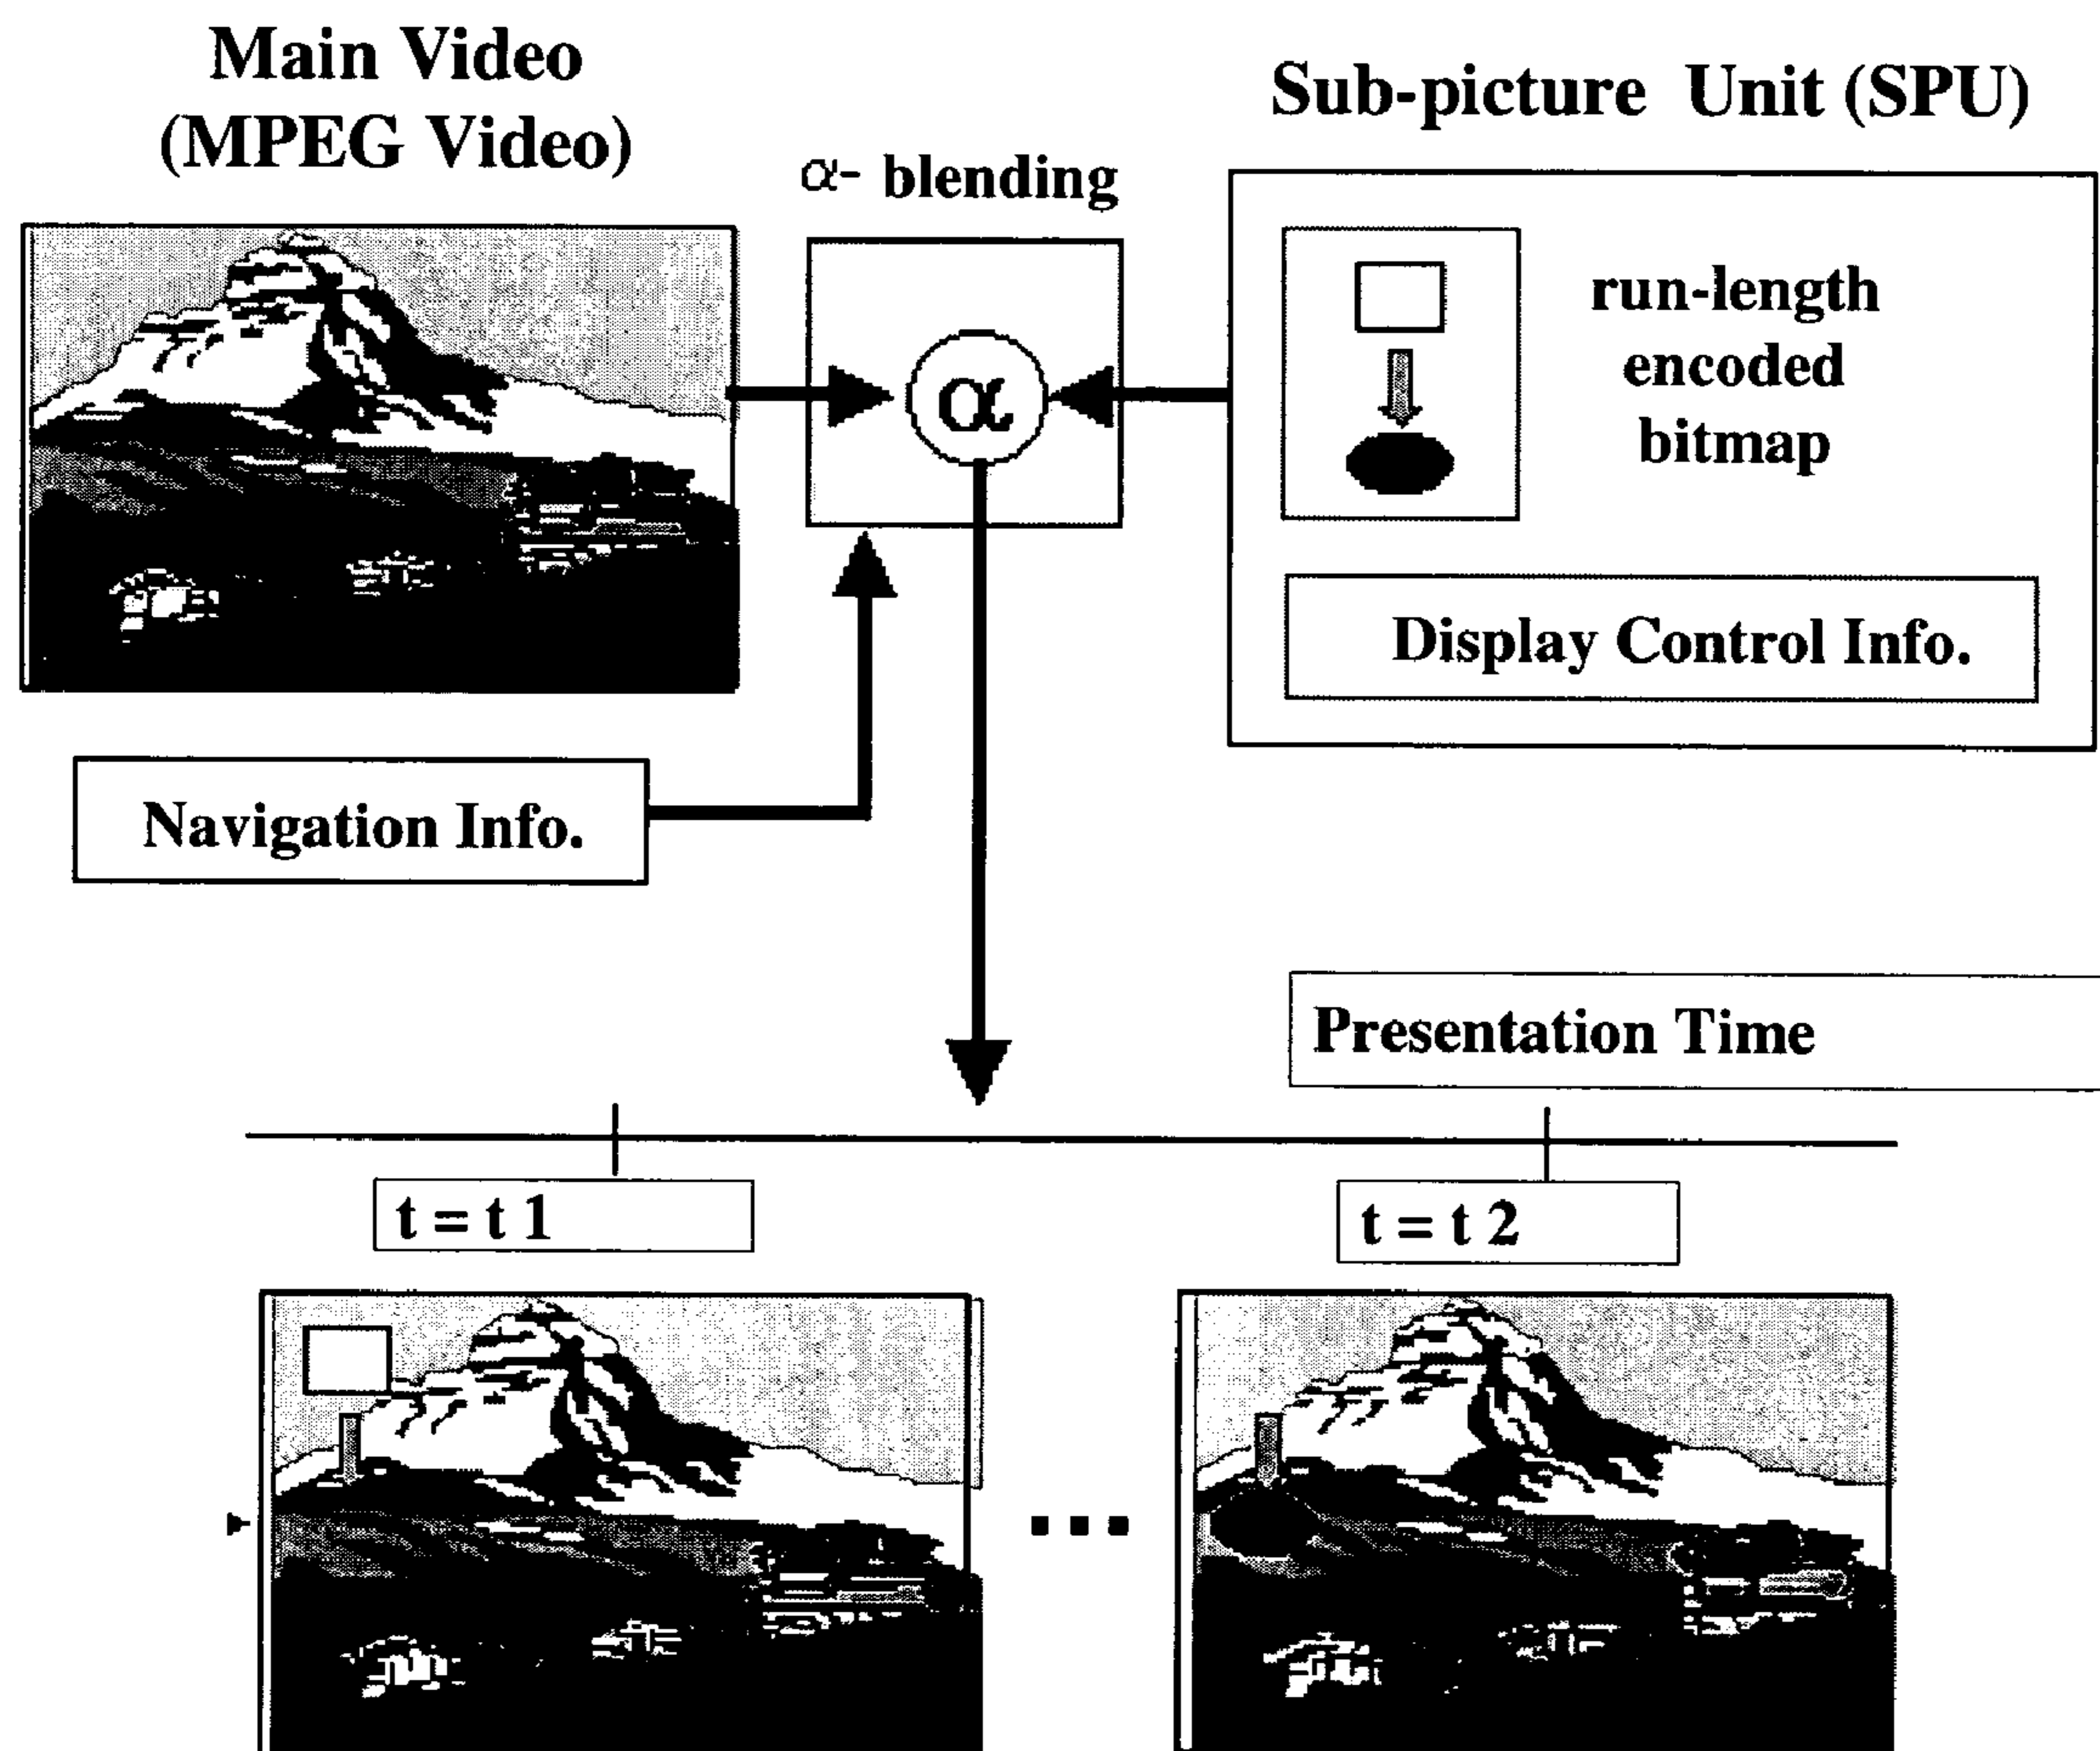 Main Video
(MPEG Video)
Sub-picture Unit (SPU)
α- blending
α
run-length
encoded
bitmap
Display Control Info.
Navigation Info.
Presentation Time
t = t 1
t = t 2